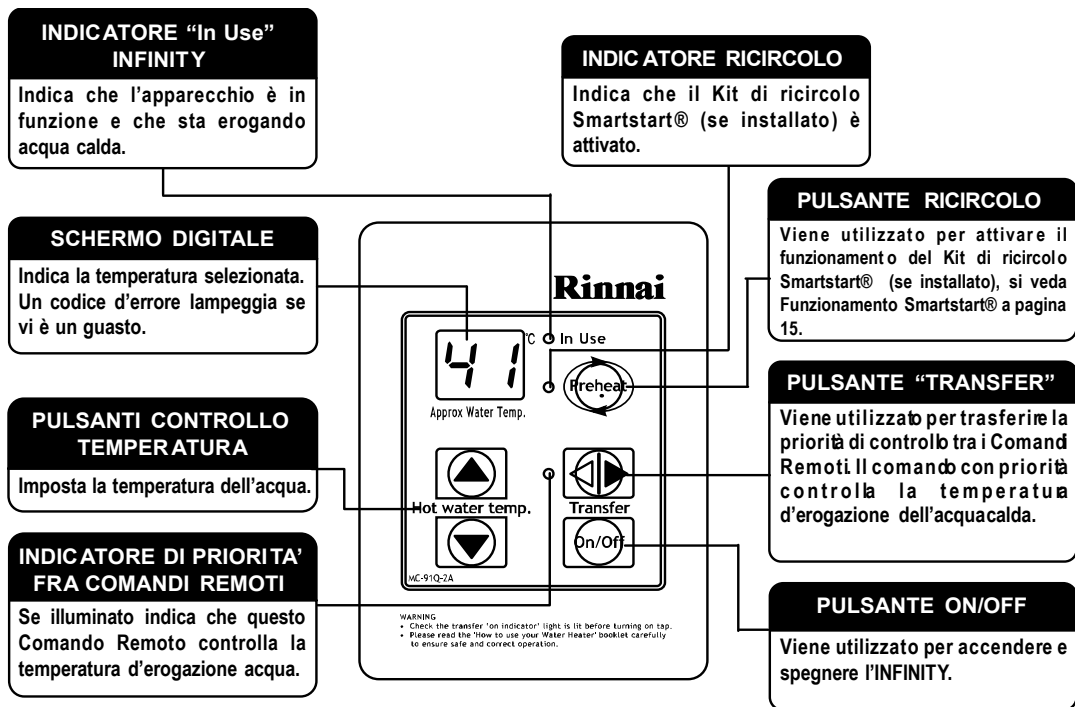 INDICATORE “In Use”
INFINITY
Indica che l’apparecchio è in
funzione e che sta erogando
acqua calda.
INDICATORE RICIRCOLO
Indica che il Kit di ricircolo
Smartstart® (se installato) è
attivato.
PULSANTE RICIRCOLO
Viene utilizzato per attivare il
funzionamento del Kit di ricircolo
Smartstart® (se installato), si veda
Funzionamento Smartstart® a pagina
15.
SCHERMO DIGITALE
Indica la temperatura selezionata.
Un codice d’errore lampeggia se
vi è un guasto.
PULSANTE “TRANSFER”
Viene utilizzato per trasferire la
priorità di controllo tra i Comandi
Remoti. Il comando con priorità
controlla la temperatura
d’erogazione dell’acquacalda.
PULSANTI CONTROLLO
TEMPERATURA
Imposta la temperatura dell’acqua.
INDICATORE DI PRIORITA’
FRA COMANDI REMOTI
Se illuminato indica che questo
Comando Remoto controlla la
temperatura d’erogazione acqua.
PULSANTE ON/OFF
Viene utilizzato per accendere e
spegnere l’INFINITY.
Rinnai
41 °C In Use
Preheat
Approx Water Temp.
Hot water temp. Transfer
On/Off
MC-91Q-2A
WARNING
• Check the transfer 'on indicator' light is lit before turning on tap.
• Please read the 'How to use your Water Heater' booklet carefully
to ensure safe and correct operation.